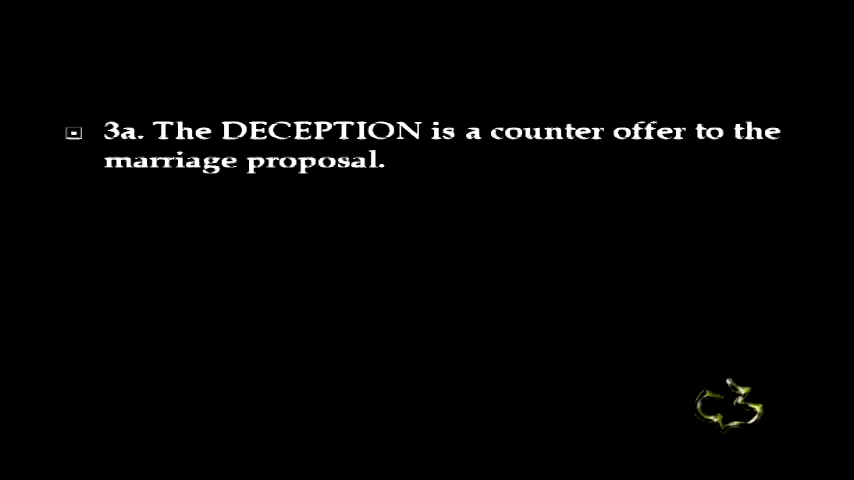 3a. The DECEPTION is a counter offer to the
marriage proposal.